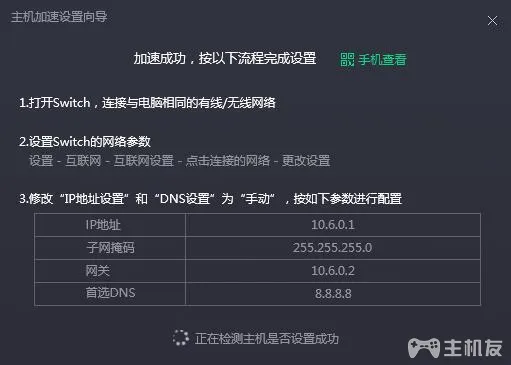 主机加速设置向导
加速成功，按以下流程完成设置 手机查看
1.打开Switch，连接与电脑相同的有线/无线网络
2.设置Switch的网络参数
设置 - 互联网 - 互联网设置 - 点击连接的网络 - 更改设置
3.修改“IP地址设置”和“DNS设置”为“手动”，按如下参数进行配置
IP地址 10.6.0.1
子网掩码 255.255.255.0
网关 10.6.0.2
首选DNS 8.8.8.8
正在检测主机是否设置成功
主机友